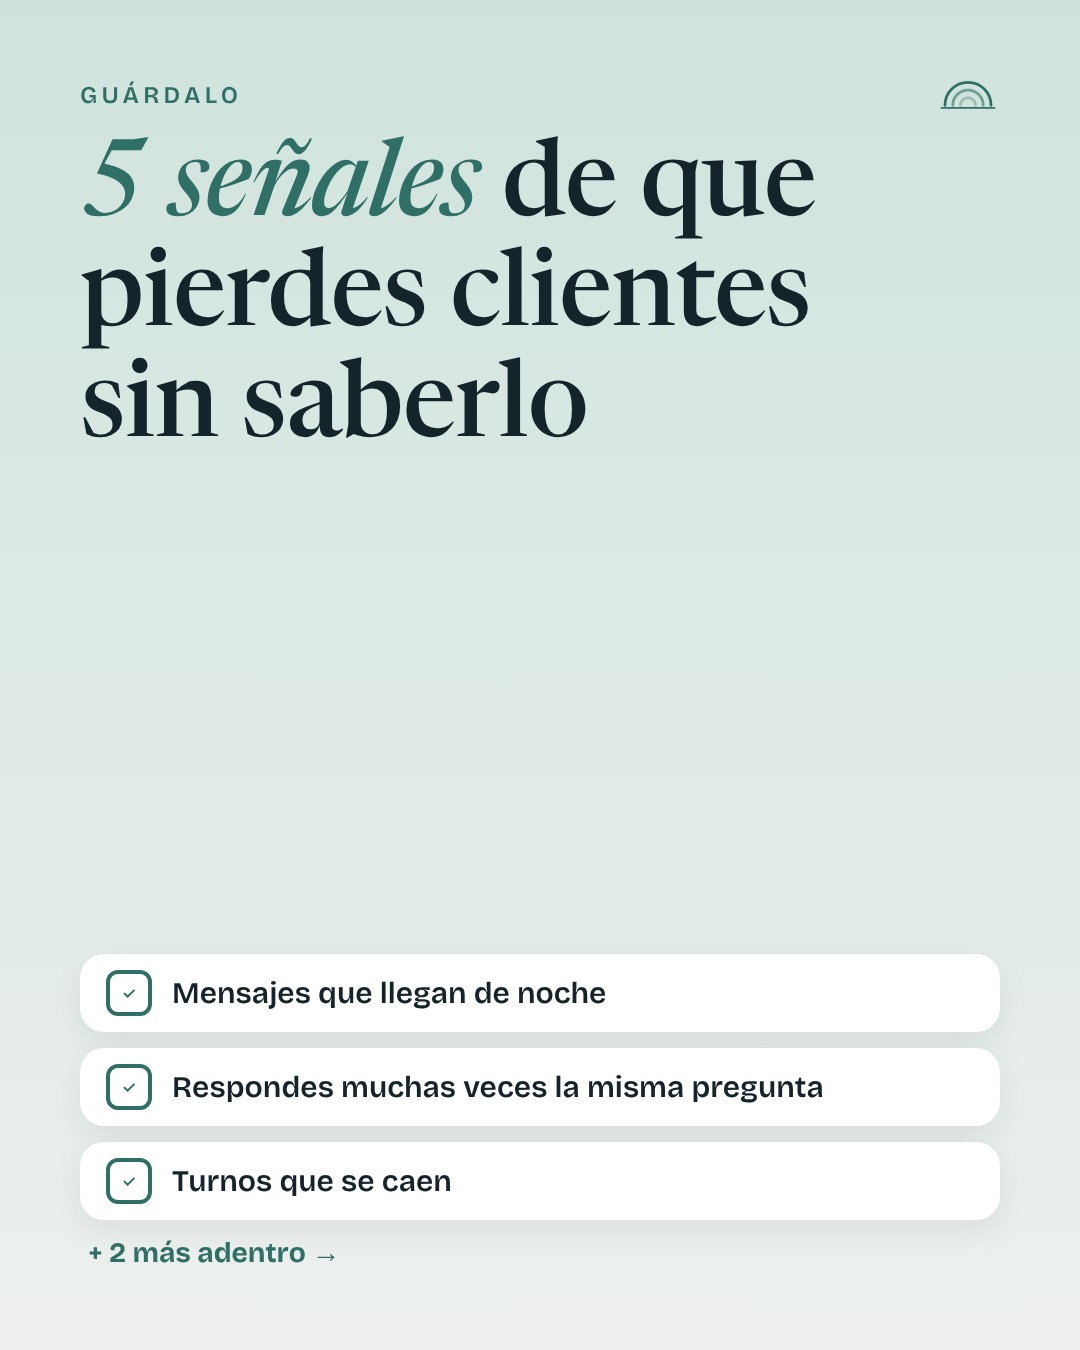 GUÁRDALO
5 señales de que
pierdes clientes
sin saberlo
Mensajes que llegan de noche
Respondes muchas veces la misma pregunta
Turnos que se caen
+ 2 más adentro →